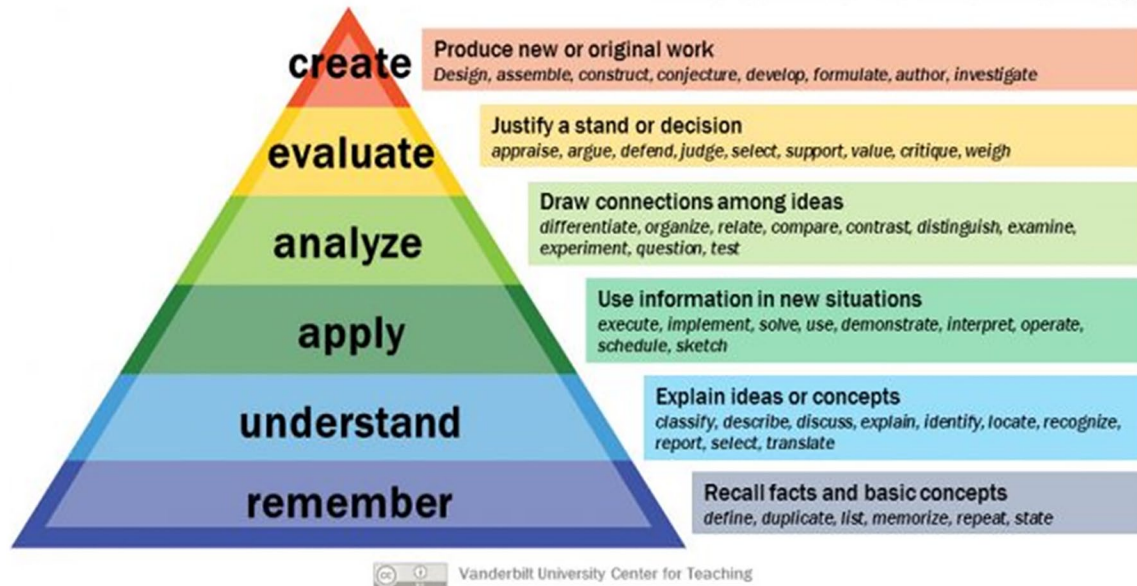 create
Produce new or original work
Design, assemble, construct, conjecture, develop, formulate, author, investigate
evaluate
Justify a stand or decision
appraise, argue, defend, judge, select, support, value, critique, weigh
analyze
Draw connections among ideas
differentiate, organize, relate, compare, contrast, distinguish, examine,
experiment, question, test
apply
Use information in new situations
execute, implement, solve, use, demonstrate, interpret, operate,
schedule, sketch
understand
Explain ideas or concepts
classify, describe, discuss, explain, identify, locate, recognize,
report, select, translate
remember
Recall facts and basic concepts
define, duplicate, list, memorize, repeat, state
cc
Vanderbilt University Center for Teaching